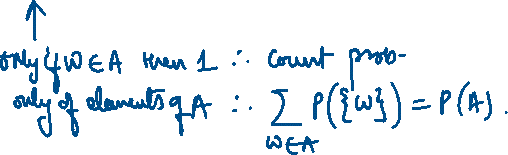 only if W ∈ A then 1 ∴ count prob-
only of elements of A ∴ ∑ P({W}) = P(A).
W ∈ A